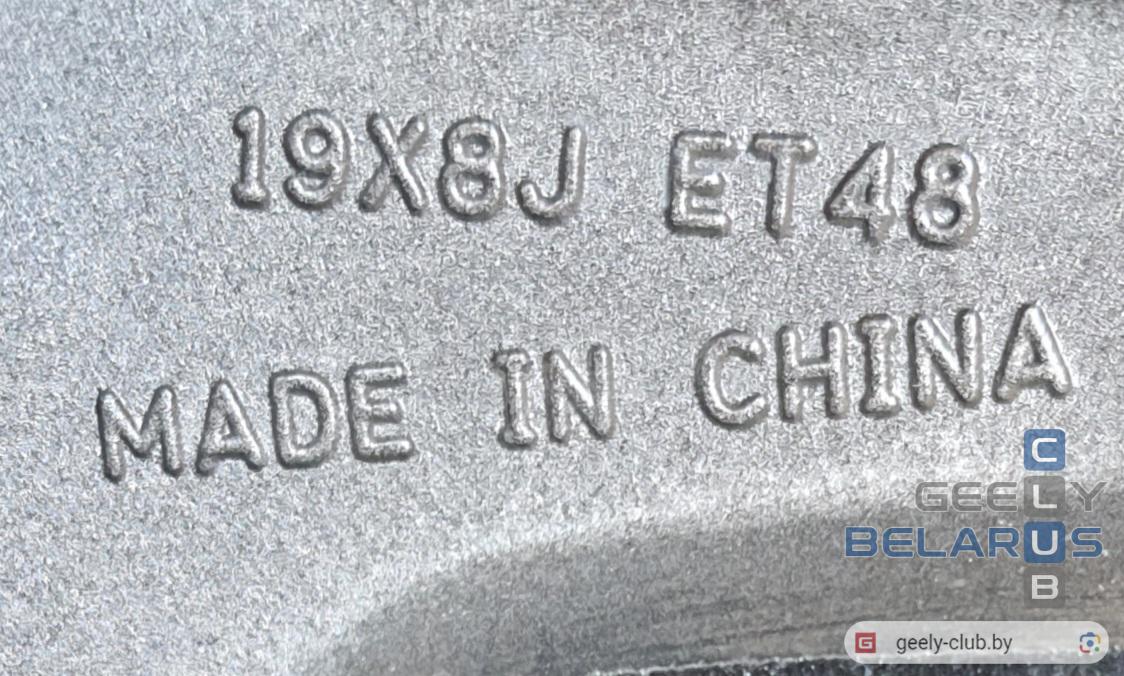 19X8J ET48
MADE IN CHINA
C
GEELY
BELARUS
B
geely-club.by